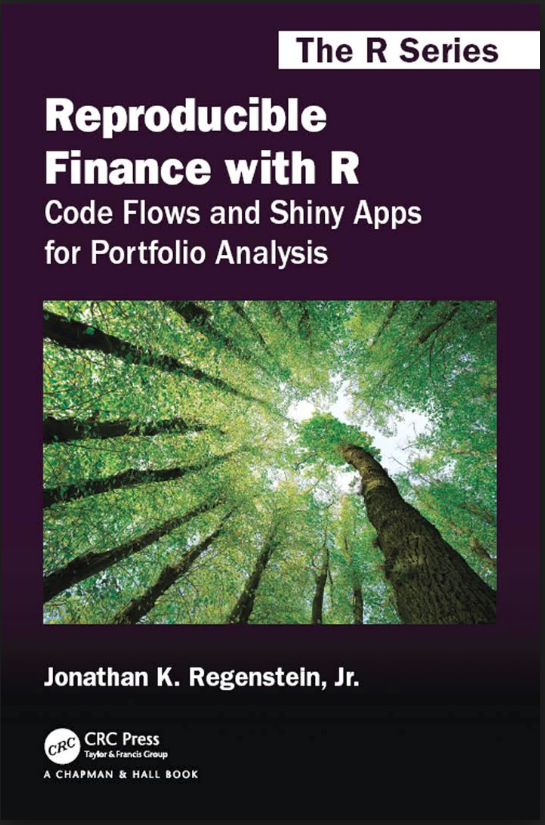 The R Series
Reproducible
Finance with R
Code Flows and Shiny Apps
for Portfolio Analysis
Jonathan K. Regenstein, Jr.
CRC
CRC Press
Taylor & Francis Group
A CHAPMAN & HALL BOOK